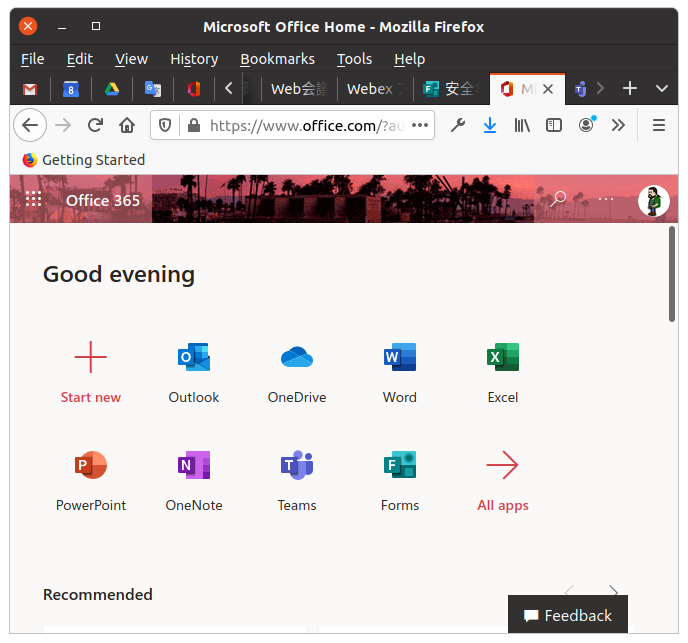 Microsoft Office Home - Mozilla Firefox
File Edit View History Bookmarks Tools Help
8 Web会議 Webex 安全 Mi
https://www.office.com/?au
Getting Started
Office 365
Good evening
Start new Outlook OneDrive Word Excel
PowerPoint OneNote Teams Forms All apps
Recommended
Feedback